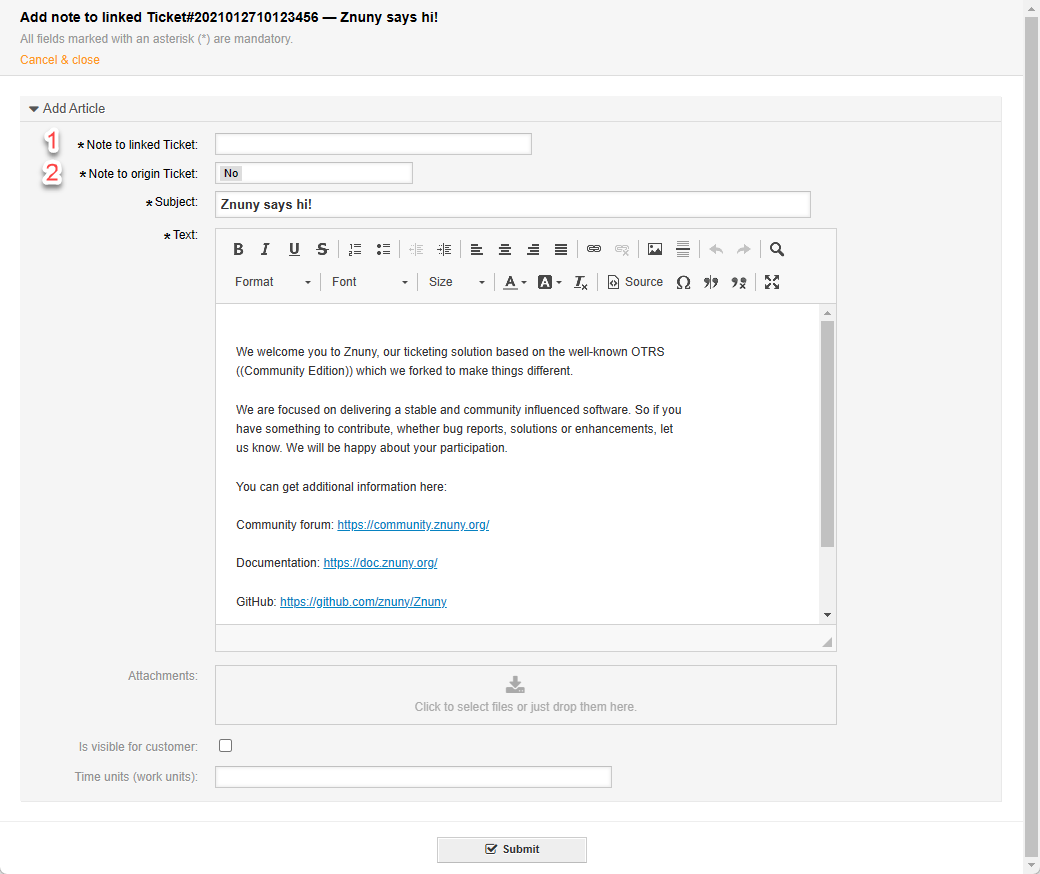 Add note to linked Ticket#2021012710123456 — Znuny says hi!
All fields marked with an asterisk (*) are mandatory.
Cancel & close
Add Article
1 * Note to linked Ticket:
2 * Note to origin Ticket: No
* Subject: Znuny says hi!
* Text:
B I U S
Format Font Size A A Tx Source Ω
We welcome you to Znuny, our ticketing solution based on the well-known OTRS
((Community Edition)) which we forked to make things different.
We are focused on delivering a stable and community influenced software. So if you
have something to contribute, whether bug reports, solutions or enhancements, let
us know. We will be happy about your participation.
You can get additional information here:
Community forum: https://community.znuny.org/
Documentation: https://doc.znuny.org/
GitHub: https://github.com/znuny/Znuny
Attachments:
Click to select files or just drop them here.
Is visible for customer:
Time units (work units):
Submit